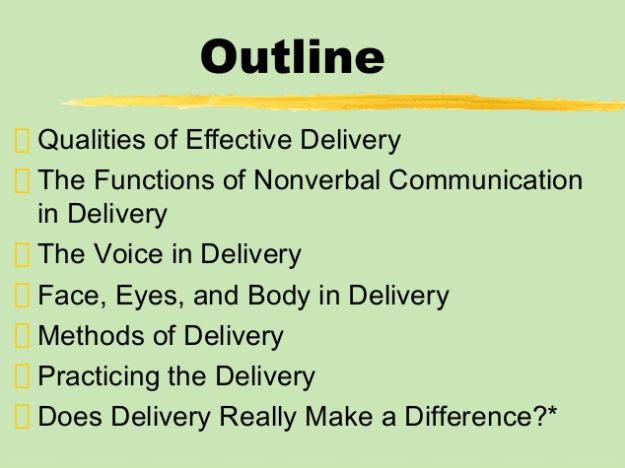 Outline
Qualities of Effective Delivery
The Functions of Nonverbal Communication
in Delivery
The Voice in Delivery
Face, Eyes, and Body in Delivery
Methods of Delivery
Practicing the Delivery
Does Delivery Really Make a Difference?*